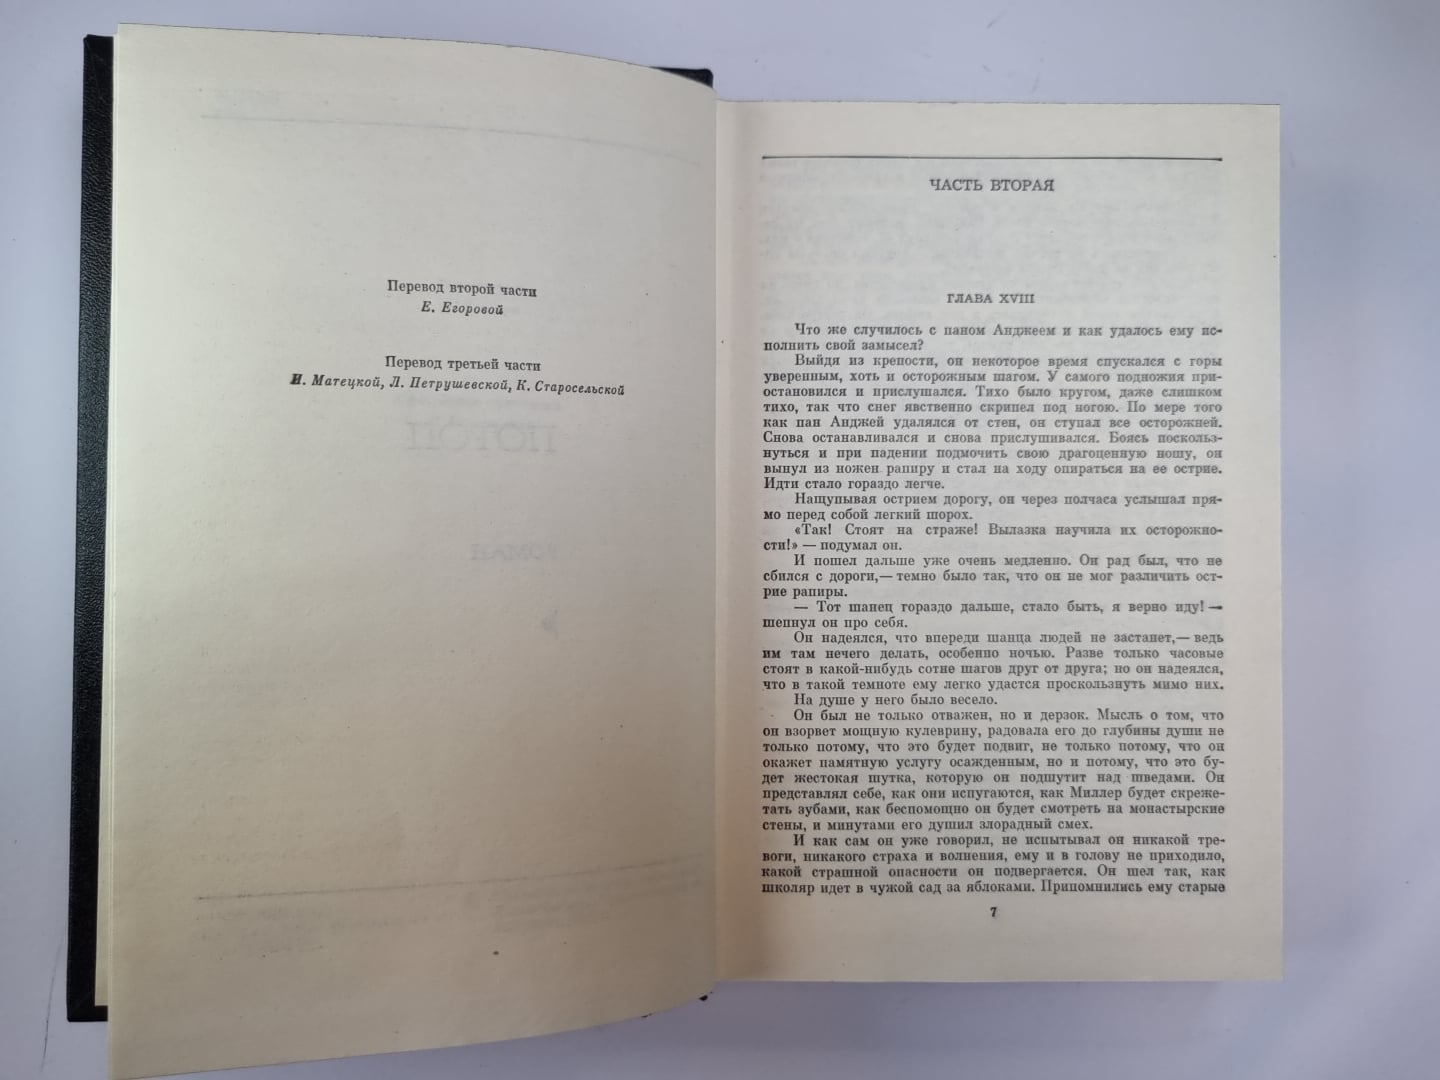 Перевод второй части
Е. Егоровой
Перевод третьей части
И. Матецкой, Л. Петрушевской, К. Старосельской
ПОТОП
РОМАН
ЧАСТЬ ВТОРАЯ
ГЛАВА XVIII
Что же случилось с паном Анджеем и как удалось ему ис-
полнить свой замысел?
Выйдя из крепости, он некоторое время спускался с горы
уверенным, хоть и осторожным шагом. У самого подножия при-
остановился и прислушался. Тихо было кругом, даже слишком
тихо, так что снег явственно скрипел под ногою. По мере того
как пан Анджей удалялся от стен, он ступал все осторожней.
Снова останавливался и снова прислушивался. Боясь поскольз-
нуться и при падении подмочить свою драгоценную ношу, он
вынул из ножен рапиру и стал на ходу опираться на ее острие.
Идти стало гораздо легче.
Нащупывая острием дорогу, он через полчаса услышал пря-
мо перед собой легкий шорох.
«Так! Стоят на страже! Вылазка научила их осторожно-
сти!» — подумал он.
И пошел дальше уже очень медленно. Он рад был, что не
сбился с дороги,— темно было так, что он не мог различить ост-
рие рапиры.
— Тот шанец гораздо дальше, стало быть, я верно иду! —
шепнул он про себя.
Он надеялся, что впереди шанца людей не застанет,— ведь
им там нечего делать, особенно ночью. Разве только часовые
стоят в какой-нибудь сотне шагов друг от друга; но он надеялся,
что в такой темноте ему легко удастся проскользнуть мимо них.
На душе у него было весело.
Он был не только отважен, но и дерзок. Мысль о том, что
он взорвет мощную кулеврину, радовала его до глубины души не
только потому, что это будет подвиг, не только потому, что он
окажет памятную услугу осажденным, но и потому, что это бу-
дет жестокая шутка, которую он подшутит над шведами. Он
представлял себе, как они испугаются, как Миллер будет скреже-
тать зубами, как беспомощно он будет смотреть на монастырские
стены, и минутами его душил злорадный смех.
И как сам он уже говорил, не испытывал он никакой тре-
воги, никакого страха и волнения, ему и в голову не приходило,
какой страшной опасности он подвергается. Он шел так, как
школяр идет в чужой сад за яблоками. Припомнились ему старые
7